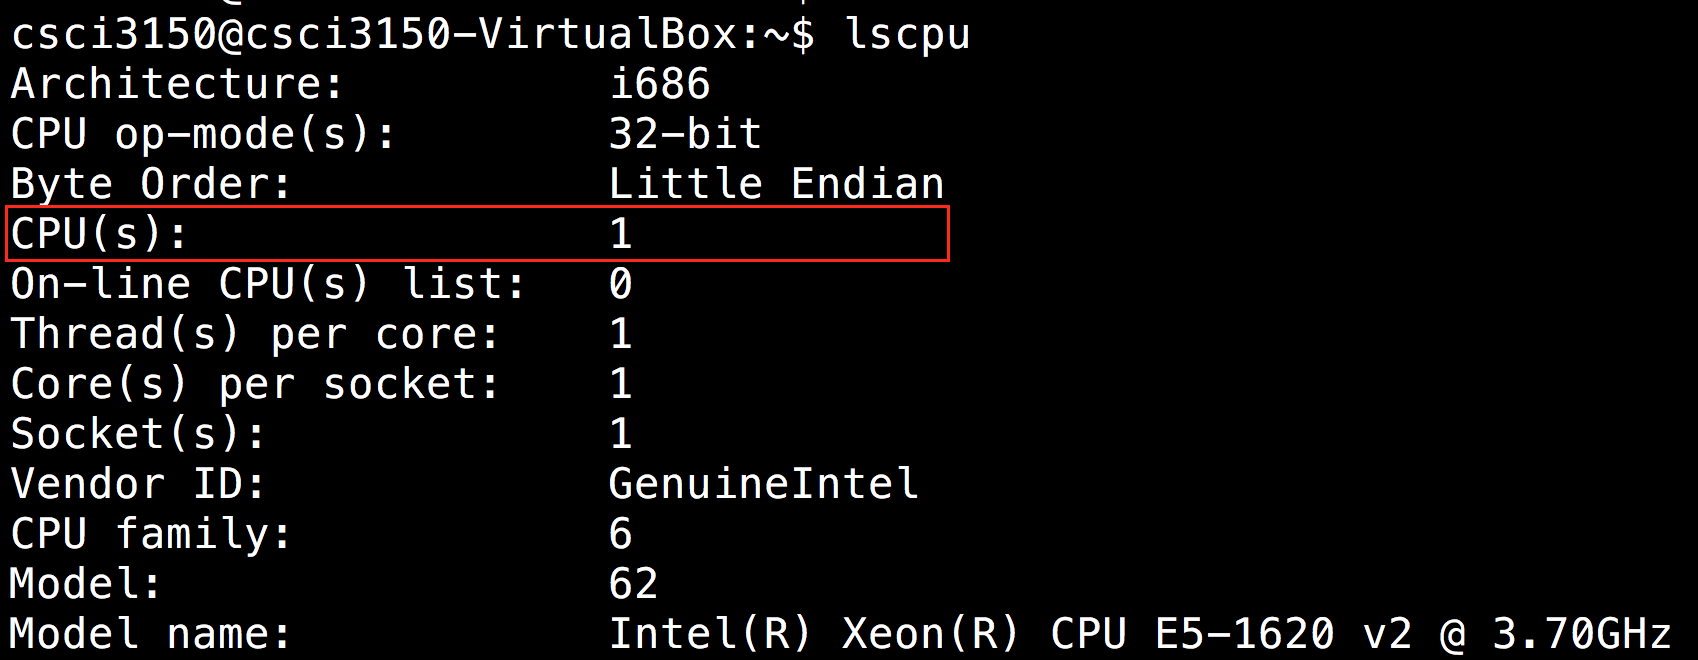 csci3150@csci3150-VirtualBox:~$ lscpu
Architecture: i686
CPU op-mode(s): 32-bit
Byte Order: Little Endian
CPU(s): 1
On-line CPU(s) list: 0
Thread(s) per core: 1
Core(s) per socket: 1
Socket(s): 1
Vendor ID: GenuineIntel
CPU family: 6
Model: 62
Model name: Intel(R) Xeon(R) CPU E5-1620 v2 @ 3.70GHz